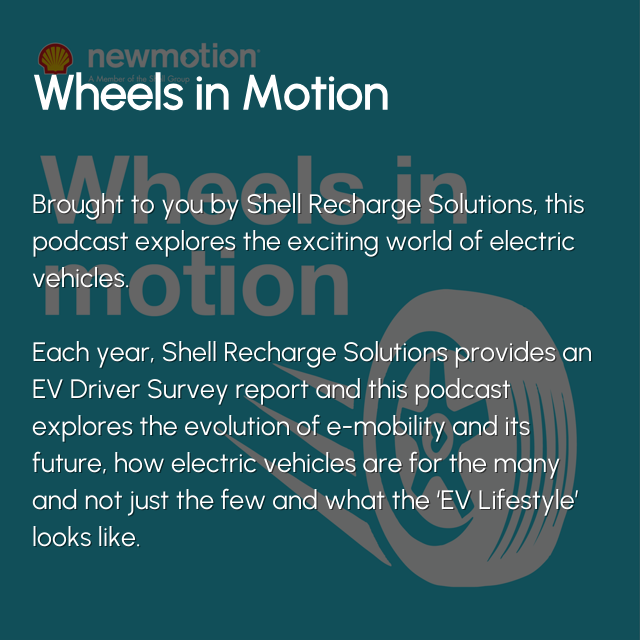 newmotion
A Member of the Shell Group
Wheels in Motion
Wheels in
motion
Brought to you by Shell Recharge Solutions, this
podcast explores the exciting world of electric
vehicles.
Each year, Shell Recharge Solutions provides an
EV Driver Survey report and this podcast
explores the evolution of e-mobility and its
future, how electric vehicles are for the many
and not just the few and what the ‘EV Lifestyle’
looks like.